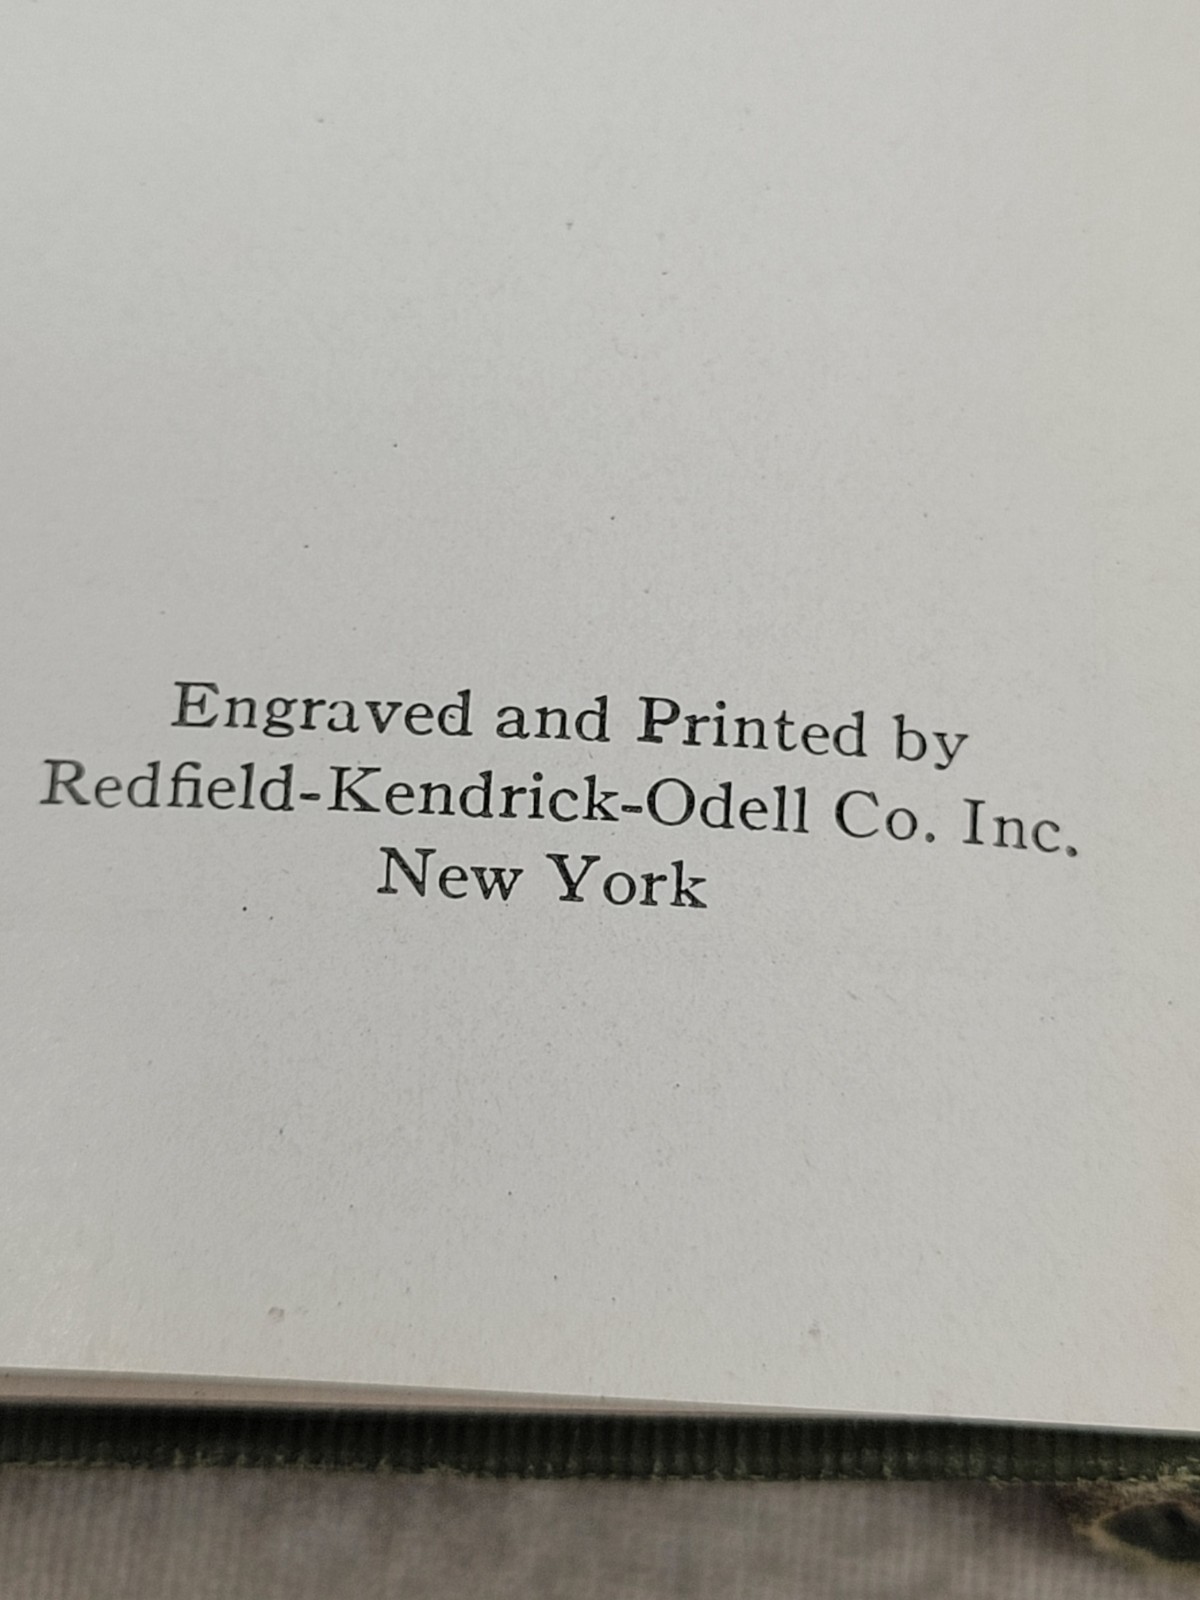 Engraved and Printed by
Redfield-Kendrick-Odell Co. Inc.
New York